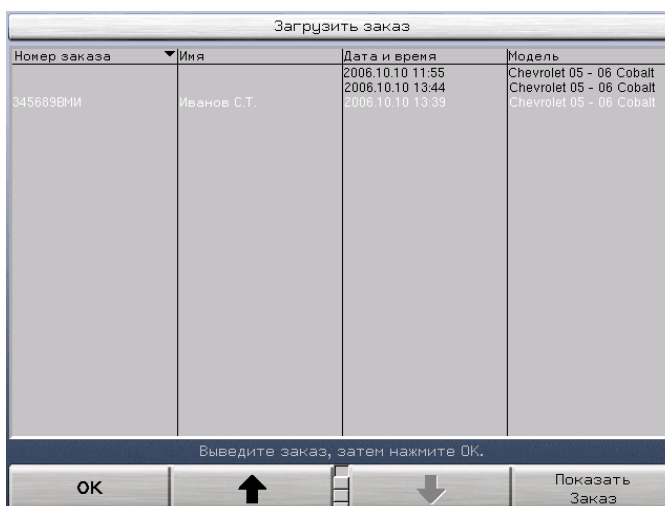 Загрузить заказ
Номер заказа Имя Дата и время Модель
2006.10.10 11:55 Chevrolet 05 - 06 Cobalt
2006.10.10 13:44 Chevrolet 05 - 06 Cobalt
345689ВМИ Иванов С.Т. 2006.10.10 13:39 Chevrolet 05 - 06 Cobalt
Выведите заказ, затем нажмите OK.
OK Показать
Заказ